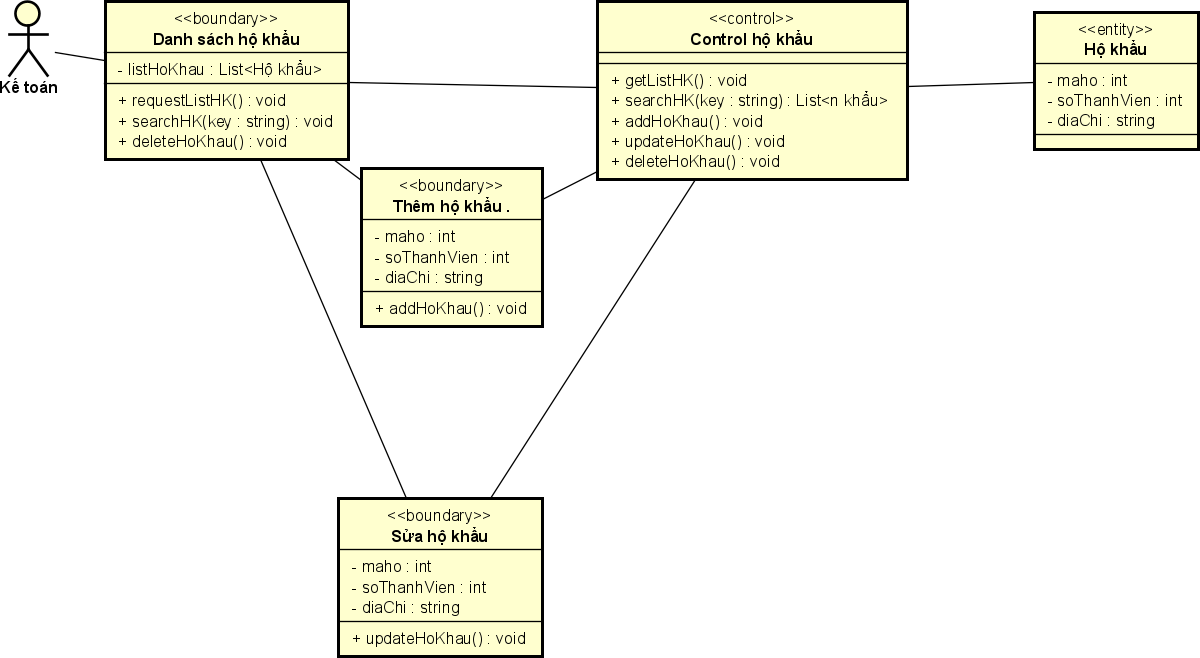 Kế toán
<<boundary>>
Danh sách hộ khẩu
- listHoKhau : List<Hộ khẩu>
+ requestListHK() : void
+ searchHK(key : string) : void
+ deleteHoKhau() : void
<<control>>
Control hộ khẩu
+ getListHK() : void
+ searchHK(key : string) : List<n khẩu>
+ addHoKhau() : void
+ updateHoKhau() : void
+ deleteHoKhau() : void
<<entity>>
Hộ khẩu
- maho : int
- soThanhVien : int
- diaChi : string
<<boundary>>
Thêm hộ khẩu .
- maho : int
- soThanhVien : int
- diaChi : string
+ addHoKhau() : void
<<boundary>>
Sửa hộ khẩu
- maho : int
- soThanhVien : int
- diaChi : string
+ updateHoKhau() : void